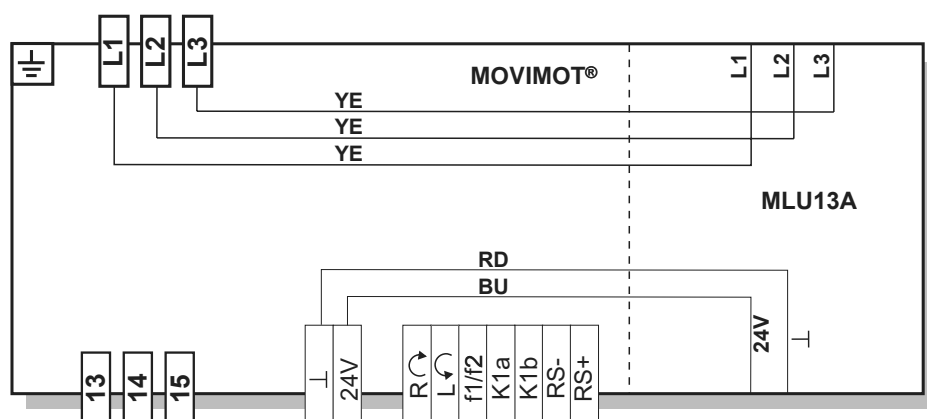 L1 L2 L3
MOVIMOT®
L1 L2 L3
YE
YE
YE
MLU13A
RD
BU
24V ⊥
13 14 15
⊥ 24V
R L f1/f2 K1a K1b RS- RS+